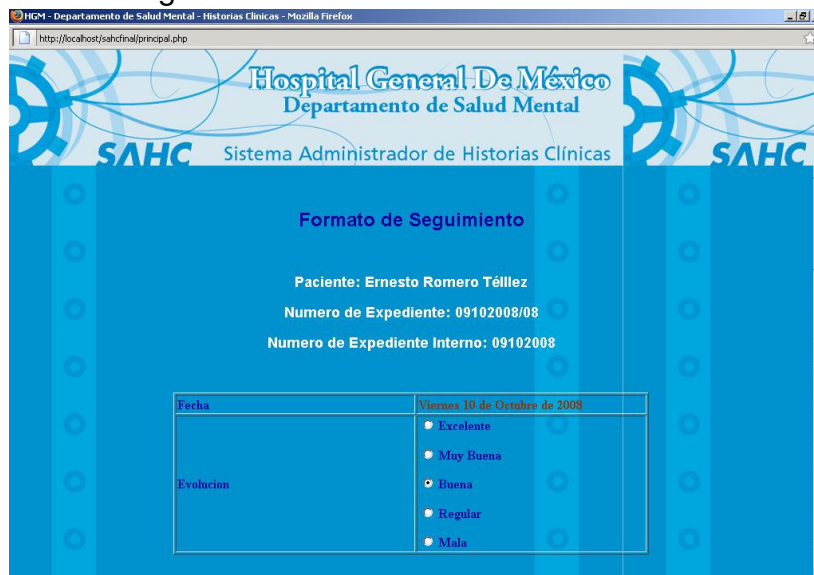 HGM - Departamento de Salud Mental - Historias Clinicas - Mozilla Firefox
http://localhost/sahcfinal/principal.php
Hospital General De México
Departamento de Salud Mental
SAHC Sistema Administrador de Historias Clínicas SAHC
Formato de Seguimiento
Paciente: Ernesto Romero Télllez
Numero de Expediente: 09102008/08
Numero de Expediente Interno: 09102008
Fecha Viernes 10 de Octubre de 2008
Excelente
Muy Buena
Evolucion Buena
Regular
Mala